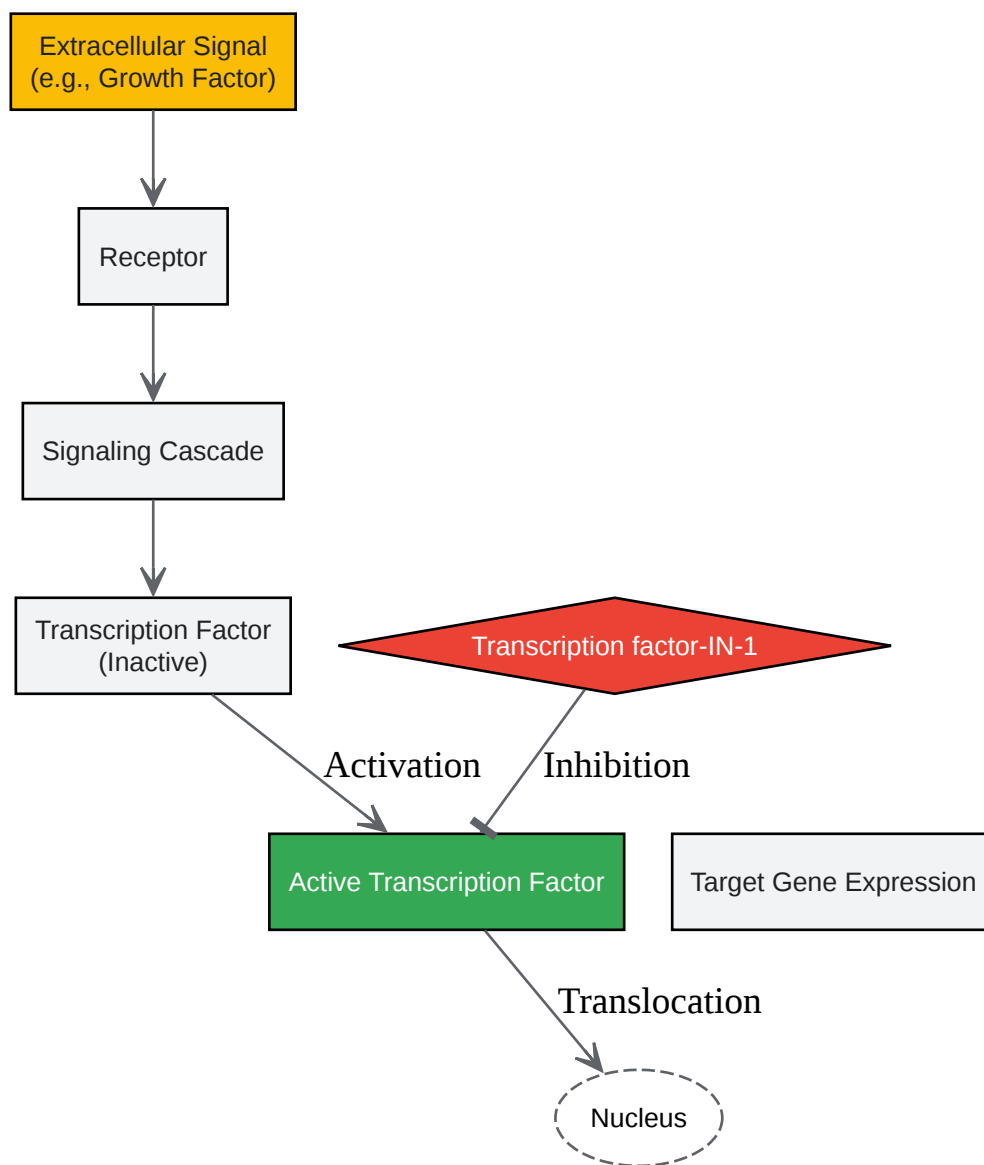 Extracellular Signal
(e.g., Growth Factor)
Receptor
Signaling Cascade
Transcription Factor
(Inactive)
Transcription factor-IN-1
Activation
Inhibition
Active Transcription Factor
Target Gene Expression
Translocation
Nucleus